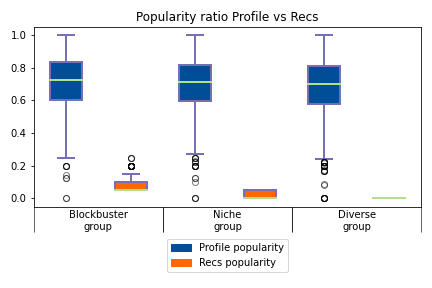 Popularity ratio Profile vs Recs
1.0
0.8
0.6
0.4
0.2
0.0
Blockbuster
group
Niche
group
Diverse
group
Profile popularity
Recs popularity